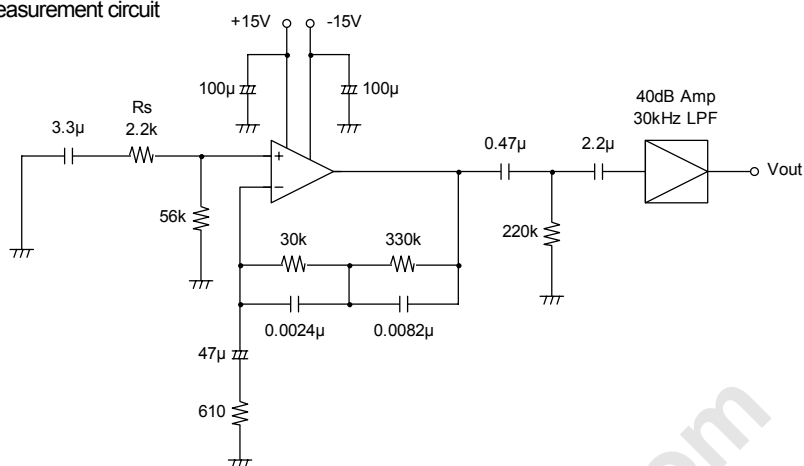 easurement circuit
+15V
-15V
100µ
100µ
40dB Amp
30kHz LPF
Rs
2.2k
3.3µ
0.47µ
2.2µ
+
−
Vout
56k
30k
330k
220k
0.0024µ
0.0082µ
47µ
610
om